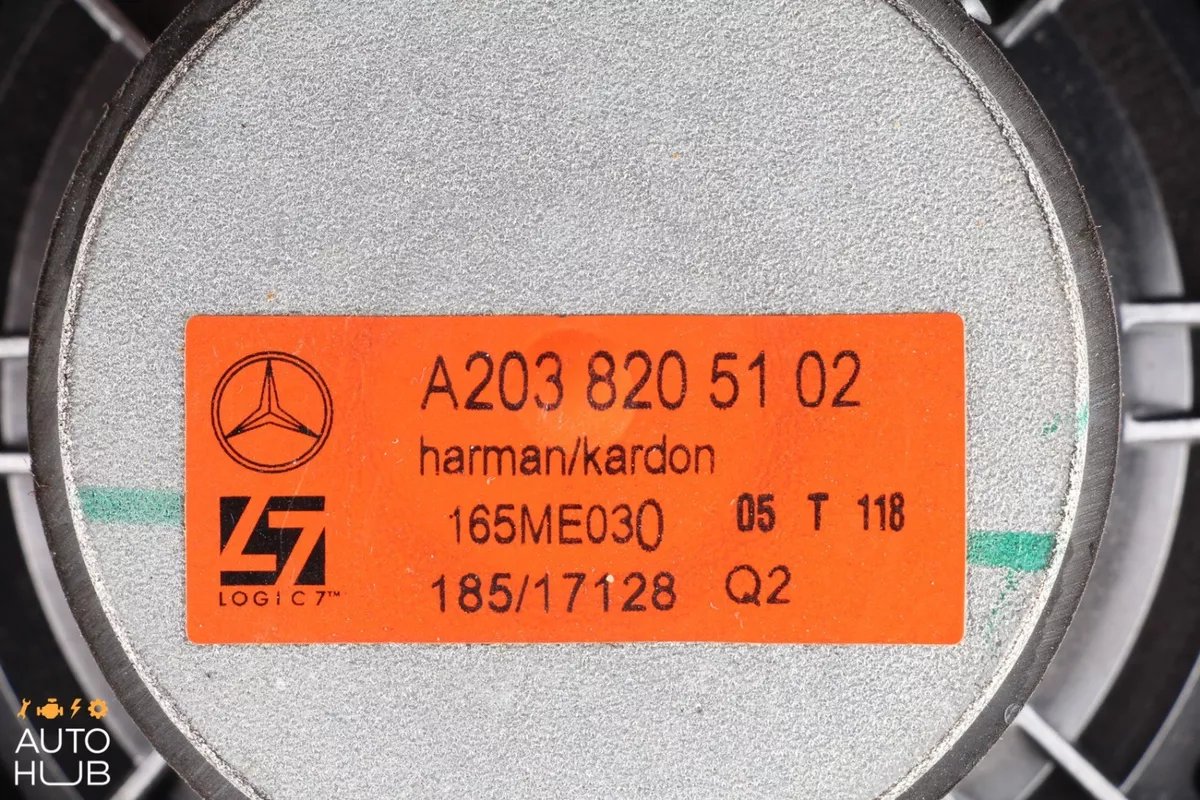 A203 820 51 02
harman/kardon
165ME030 05 T 118
LOGIC7™
185/17128 Q2
AUTO
HUB